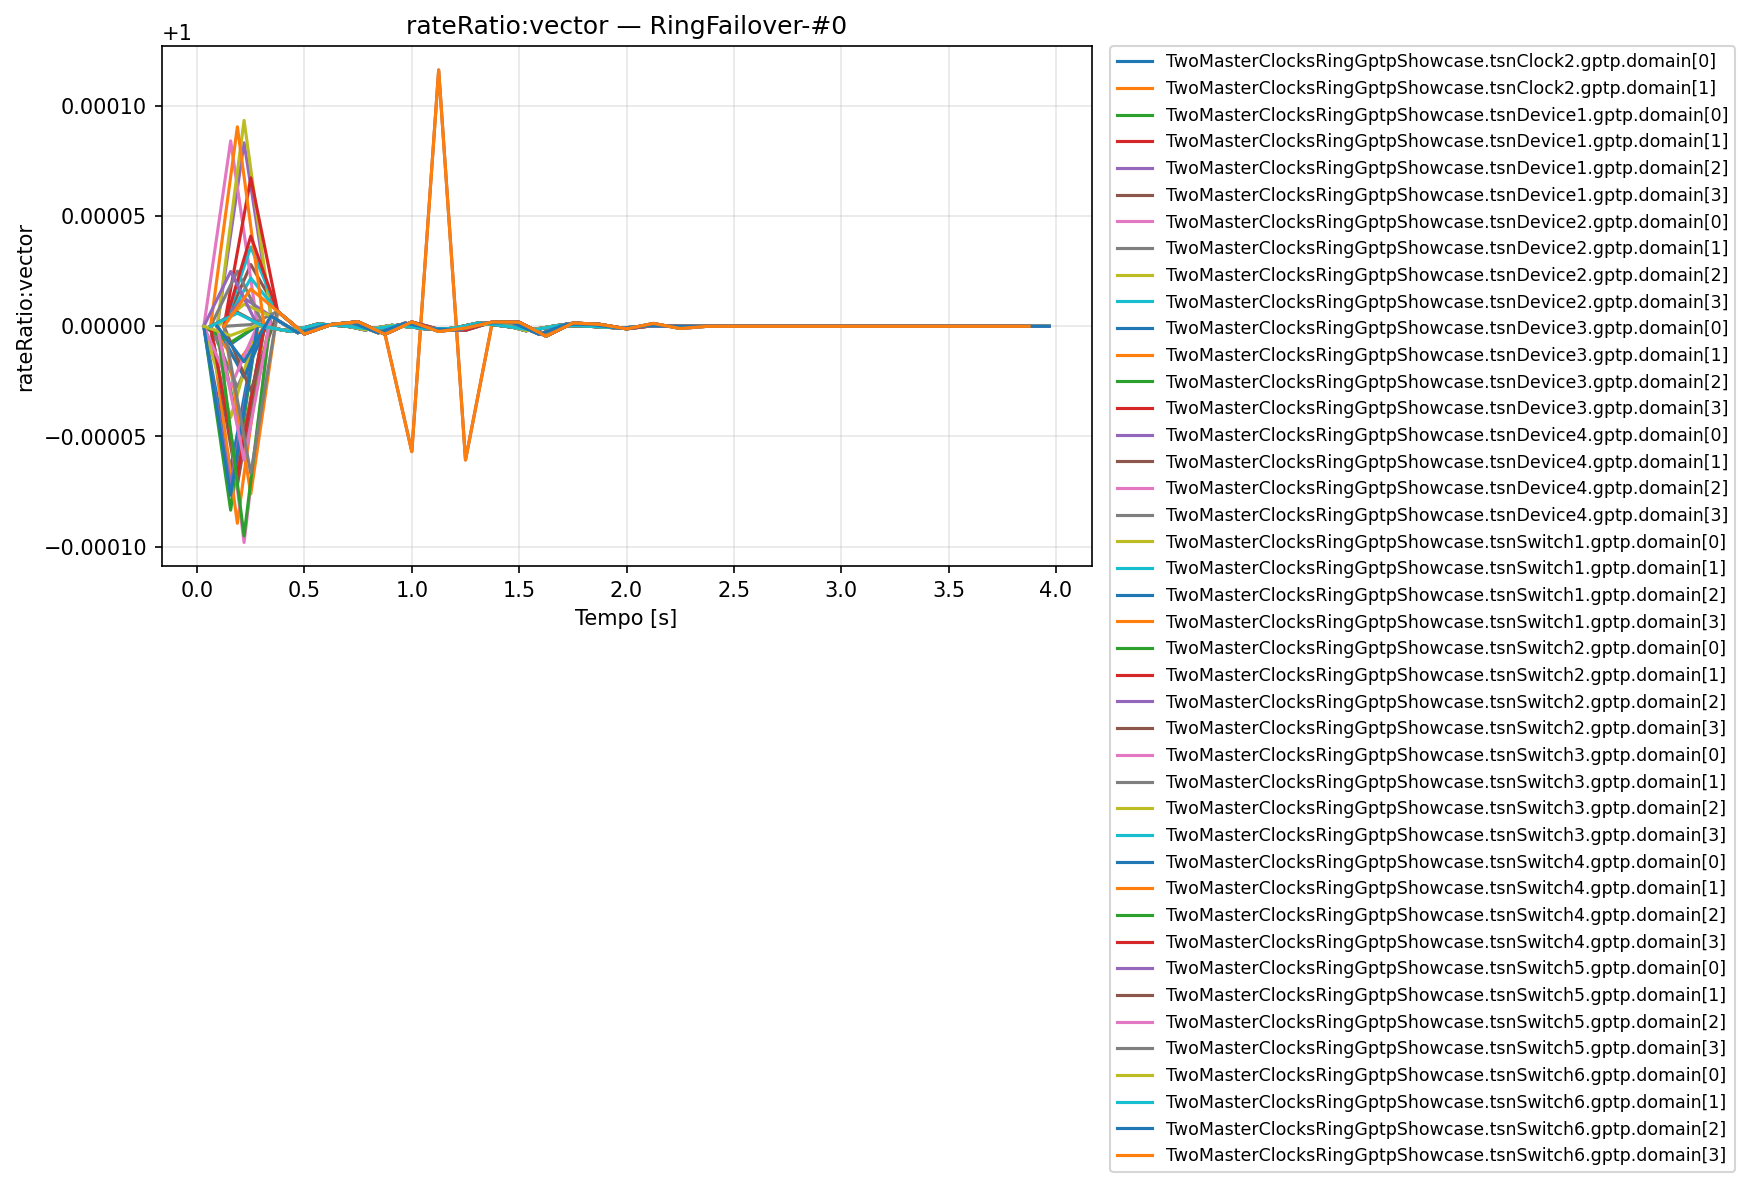 rateRatio:vector — RingFailover-#0
+1
0.00010
0.00005
0.00000
−0.00005
−0.00010
rateRatio:vector
0.0 0.5 1.0 1.5 2.0 2.5 3.0 3.5 4.0
Tempo [s]
TwoMasterClocksRingGptpShowcase.tsnClock2.gptp.domain[0]
TwoMasterClocksRingGptpShowcase.tsnClock2.gptp.domain[1]
TwoMasterClocksRingGptpShowcase.tsnDevice1.gptp.domain[0]
TwoMasterClocksRingGptpShowcase.tsnDevice1.gptp.domain[1]
TwoMasterClocksRingGptpShowcase.tsnDevice1.gptp.domain[2]
TwoMasterClocksRingGptpShowcase.tsnDevice1.gptp.domain[3]
TwoMasterClocksRingGptpShowcase.tsnDevice2.gptp.domain[0]
TwoMasterClocksRingGptpShowcase.tsnDevice2.gptp.domain[1]
TwoMasterClocksRingGptpShowcase.tsnDevice2.gptp.domain[2]
TwoMasterClocksRingGptpShowcase.tsnDevice2.gptp.domain[3]
TwoMasterClocksRingGptpShowcase.tsnDevice3.gptp.domain[0]
TwoMasterClocksRingGptpShowcase.tsnDevice3.gptp.domain[1]
TwoMasterClocksRingGptpShowcase.tsnDevice3.gptp.domain[2]
TwoMasterClocksRingGptpShowcase.tsnDevice3.gptp.domain[3]
TwoMasterClocksRingGptpShowcase.tsnDevice4.gptp.domain[0]
TwoMasterClocksRingGptpShowcase.tsnDevice4.gptp.domain[1]
TwoMasterClocksRingGptpShowcase.tsnDevice4.gptp.domain[2]
TwoMasterClocksRingGptpShowcase.tsnDevice4.gptp.domain[3]
TwoMasterClocksRingGptpShowcase.tsnSwitch1.gptp.domain[0]
TwoMasterClocksRingGptpShowcase.tsnSwitch1.gptp.domain[1]
TwoMasterClocksRingGptpShowcase.tsnSwitch1.gptp.domain[2]
TwoMasterClocksRingGptpShowcase.tsnSwitch1.gptp.domain[3]
TwoMasterClocksRingGptpShowcase.tsnSwitch2.gptp.domain[0]
TwoMasterClocksRingGptpShowcase.tsnSwitch2.gptp.domain[1]
TwoMasterClocksRingGptpShowcase.tsnSwitch2.gptp.domain[2]
TwoMasterClocksRingGptpShowcase.tsnSwitch2.gptp.domain[3]
TwoMasterClocksRingGptpShowcase.tsnSwitch3.gptp.domain[0]
TwoMasterClocksRingGptpShowcase.tsnSwitch3.gptp.domain[1]
TwoMasterClocksRingGptpShowcase.tsnSwitch3.gptp.domain[2]
TwoMasterClocksRingGptpShowcase.tsnSwitch3.gptp.domain[3]
TwoMasterClocksRingGptpShowcase.tsnSwitch4.gptp.domain[0]
TwoMasterClocksRingGptpShowcase.tsnSwitch4.gptp.domain[1]
TwoMasterClocksRingGptpShowcase.tsnSwitch4.gptp.domain[2]
TwoMasterClocksRingGptpShowcase.tsnSwitch4.gptp.domain[3]
TwoMasterClocksRingGptpShowcase.tsnSwitch5.gptp.domain[0]
TwoMasterClocksRingGptpShowcase.tsnSwitch5.gptp.domain[1]
TwoMasterClocksRingGptpShowcase.tsnSwitch5.gptp.domain[2]
TwoMasterClocksRingGptpShowcase.tsnSwitch5.gptp.domain[3]
TwoMasterClocksRingGptpShowcase.tsnSwitch6.gptp.domain[0]
TwoMasterClocksRingGptpShowcase.tsnSwitch6.gptp.domain[1]
TwoMasterClocksRingGptpShowcase.tsnSwitch6.gptp.domain[2]
TwoMasterClocksRingGptpShowcase.tsnSwitch6.gptp.domain[3]